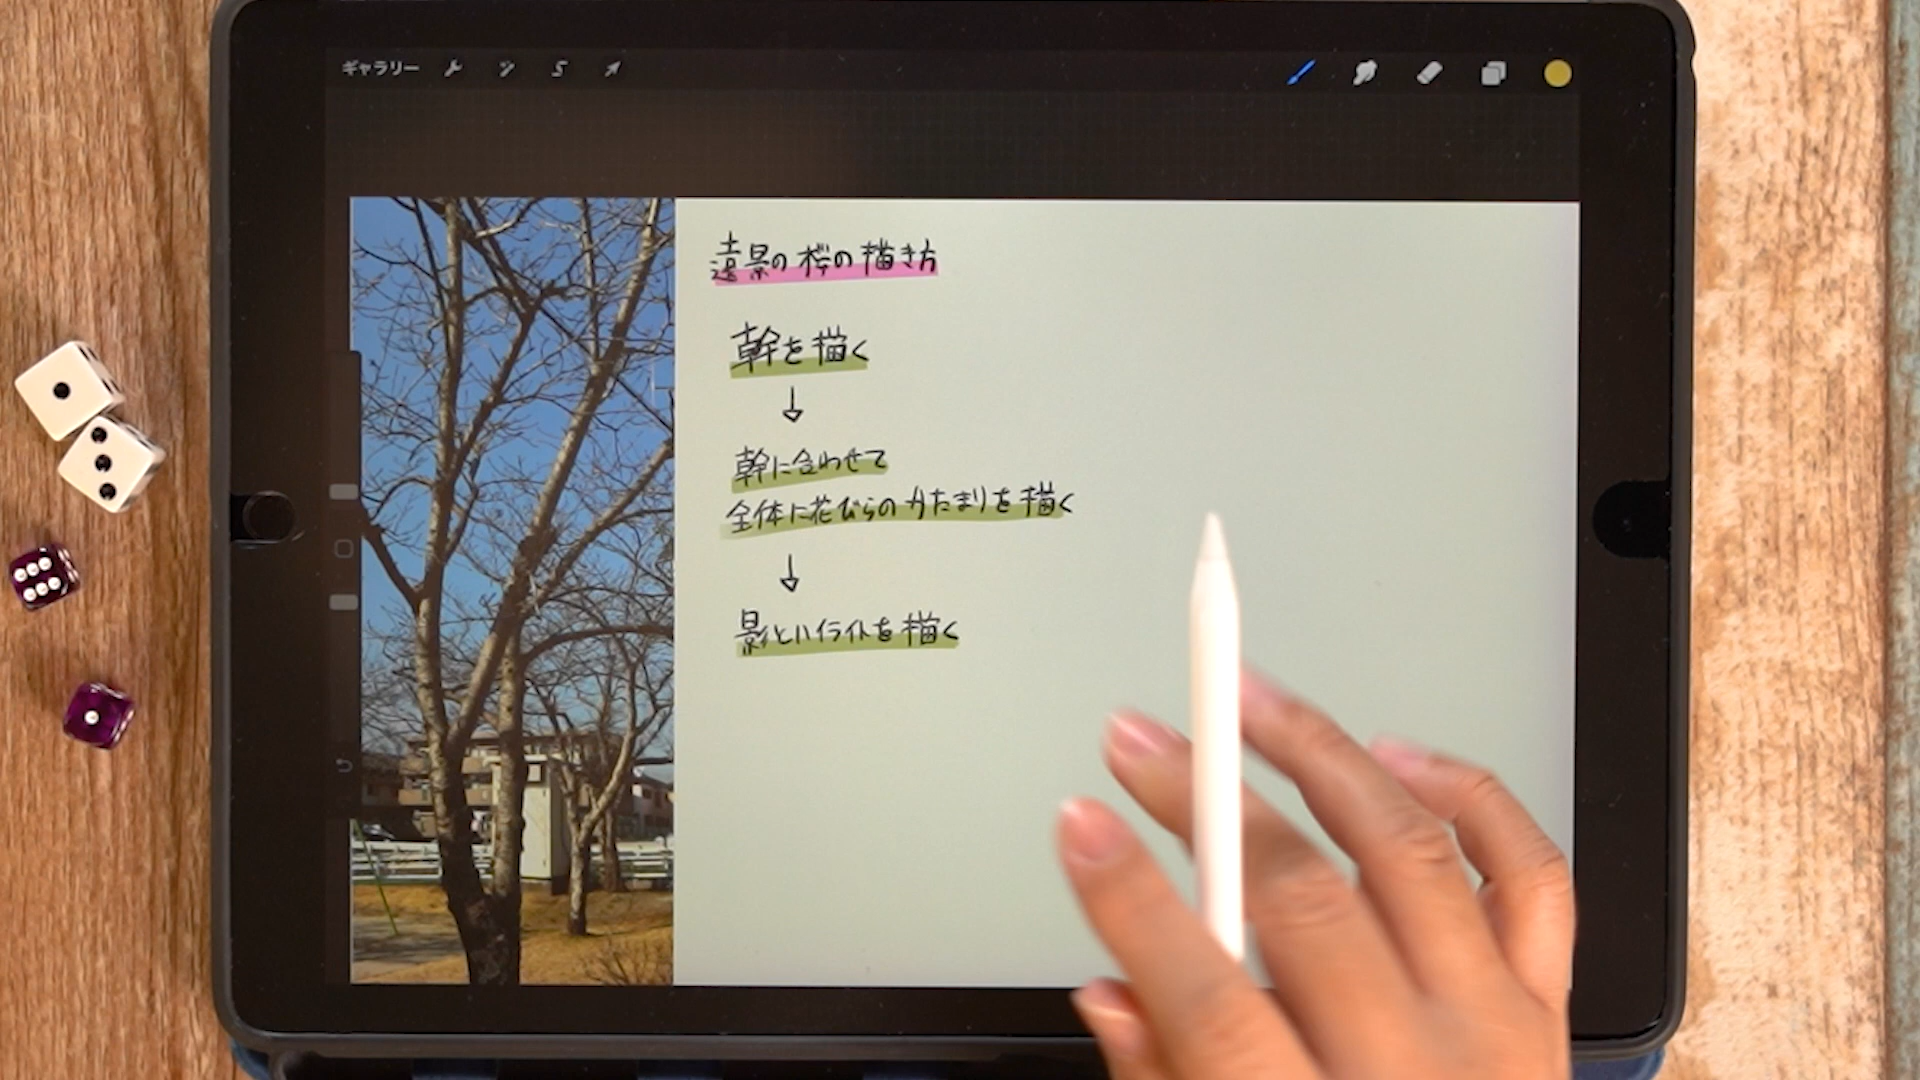 ギャラリー
遠景の桜の描き方
幹を描く
↓
幹に合わせて
全体に花びらのかたまりを描く
↓
影とハイライトを描く